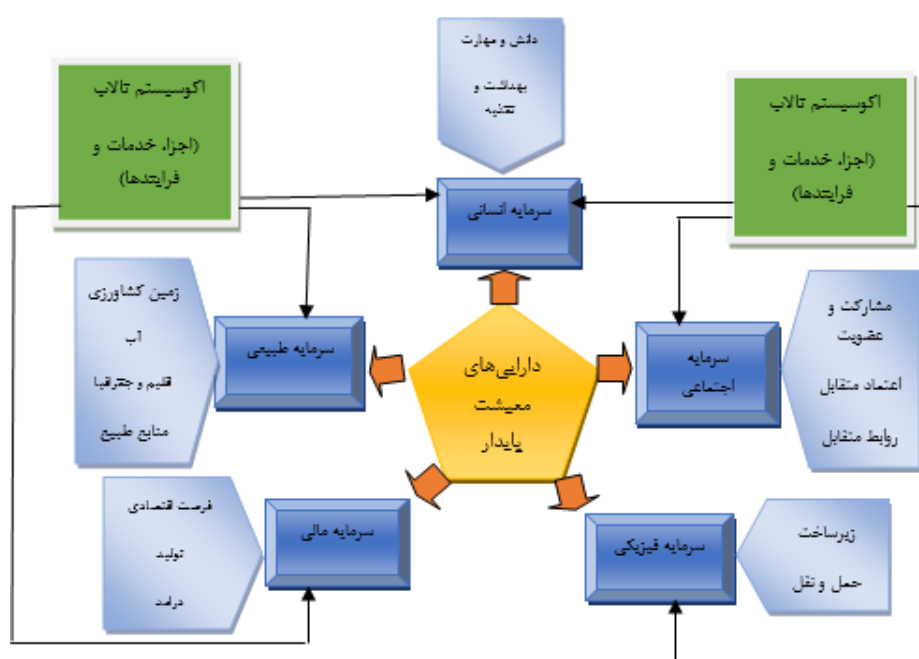 دانش و مهارت
بهداشت و
تغذیه
اکوسیستم تالاب
(اجزا، خدمات و
فرایندها)
اکوسیستم تالاب
(اجزا، خدمات و
فرایندها)
سرمایه انسانی
زمین کشاورزی
آب
اقلیم و جغرافیا
منابع طبیع
سرمایه طبیعی
دارایی‌های
معیشت
پایدار
سرمایه
اجتماعی
مشارکت و
عضویت
اعتماد متقابل
روابط متقابل
فرصت اقتصادی
تولید
درامد
سرمایه مالی
سرمایه فیزیکی
زیرساخت
حمل و نقل